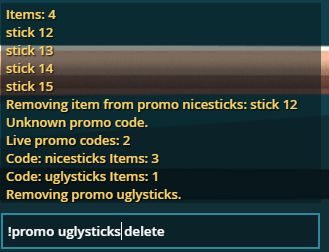 Items: 4
stick 12
stick 13
stick 14
stick 15
Removing item from promo nicesticks: stick 12
Unknown promo code.
Live promo codes: 2
Code: nicesticks Items: 3
Code: uglysticks Items: 1
Removing promo uglysticks.
!promo uglysticks delete